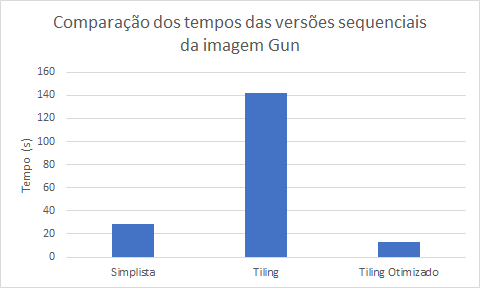 Comparação dos tempos das versões sequenciais
da imagem Gun
160
140
120
100
80
60
40
20
0
Tempo (s)
Simplista
Tiling
Tiling Otimizado